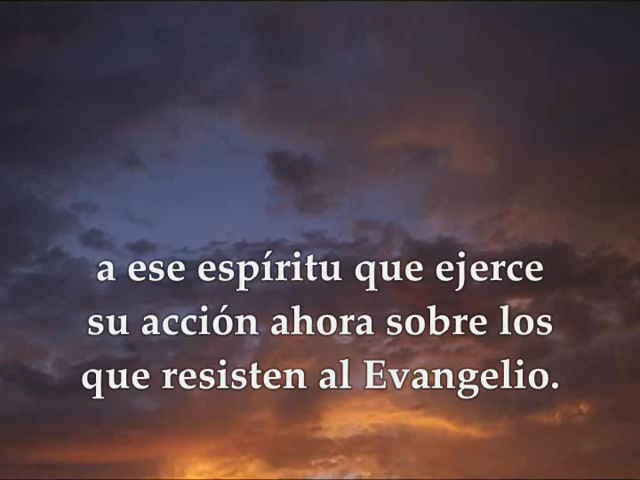 a ese espíritu que ejerce
su acción ahora sobre los
que resisten al Evangelio.